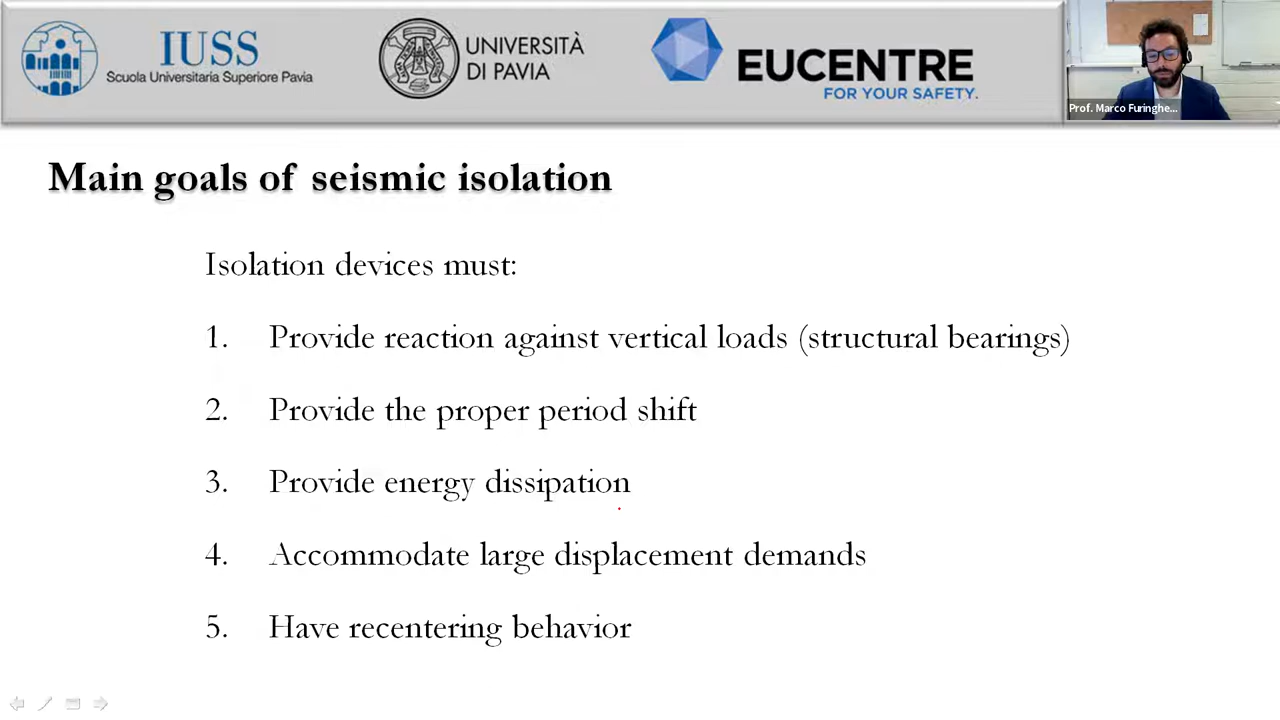 IUSS
Scuola Universitaria Superiore Pavia
UNIVERSITÀ
DI PAVIA
EUCENTRE
FOR YOUR SAFETY.
Prof. Marco Furinghe...
Main goals of seismic isolation
Isolation devices must:
1. Provide reaction against vertical loads (structural bearings)
2. Provide the proper period shift
3. Provide energy dissipation
4. Accommodate large displacement demands
5. Have recentering behavior